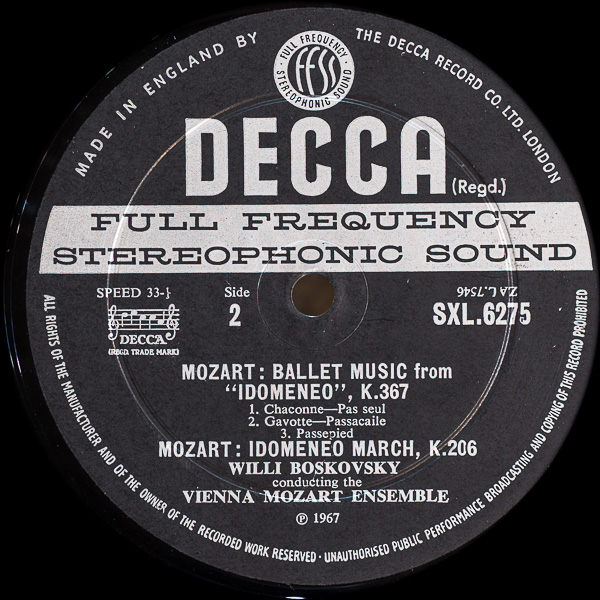 MADE IN ENGLAND BY
FULL FREQUENCY
ffss
STEREOPHONIC SOUND
THE DECCA RECORD CO. LTD. LONDON
DECCA
(Regd.)
FULL FREQUENCY
STEREOPHONIC SOUND
SPEED 33-⅓
Side
2
ZAL.7546
SXL.6275
DECCA
(REGD. TRADE MARK)
MOZART: BALLET MUSIC from
“IDOMENEO”, K.367
1. Chaconne—Pas seul
2. Gavotte—Passacaile
3. Passepied
MOZART: IDOMENEO MARCH, K.206
WILLI BOSKOVSKY
conducting the
VIENNA MOZART ENSEMBLE
℗ 1967
ALL RIGHTS OF THE MANUFACTURER AND OF THE OWNER OF THE RECORDED WORK RESERVED · UNAUTHORISED PUBLIC PERFORMANCE BROADCASTING AND COPYING OF THIS RECORD PROHIBITED